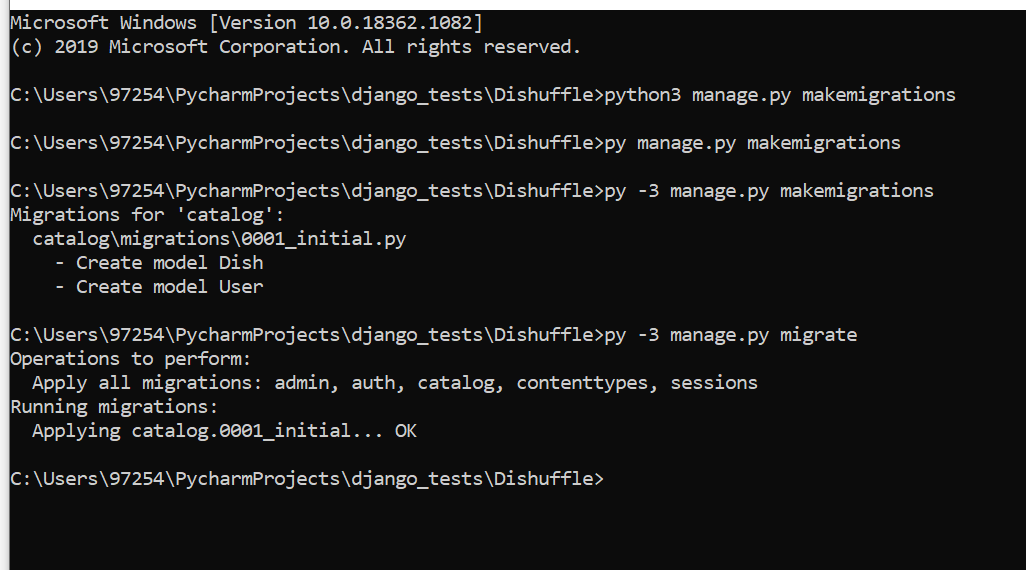 Microsoft Windows [Version 10.0.18362.1082]
(c) 2019 Microsoft Corporation. All rights reserved.
C:\Users\97254\PycharmProjects\django_tests\Dishuffle>python3 manage.py makemigrations
C:\Users\97254\PycharmProjects\django_tests\Dishuffle>py manage.py makemigrations
C:\Users\97254\PycharmProjects\django_tests\Dishuffle>py -3 manage.py makemigrations
Migrations for 'catalog':
  catalog\migrations\0001_initial.py
    - Create model Dish
    - Create model User
C:\Users\97254\PycharmProjects\django_tests\Dishuffle>py -3 manage.py migrate
Operations to perform:
  Apply all migrations: admin, auth, catalog, contenttypes, sessions
Running migrations:
  Applying catalog.0001_initial... OK
C:\Users\97254\PycharmProjects\django_tests\Dishuffle>